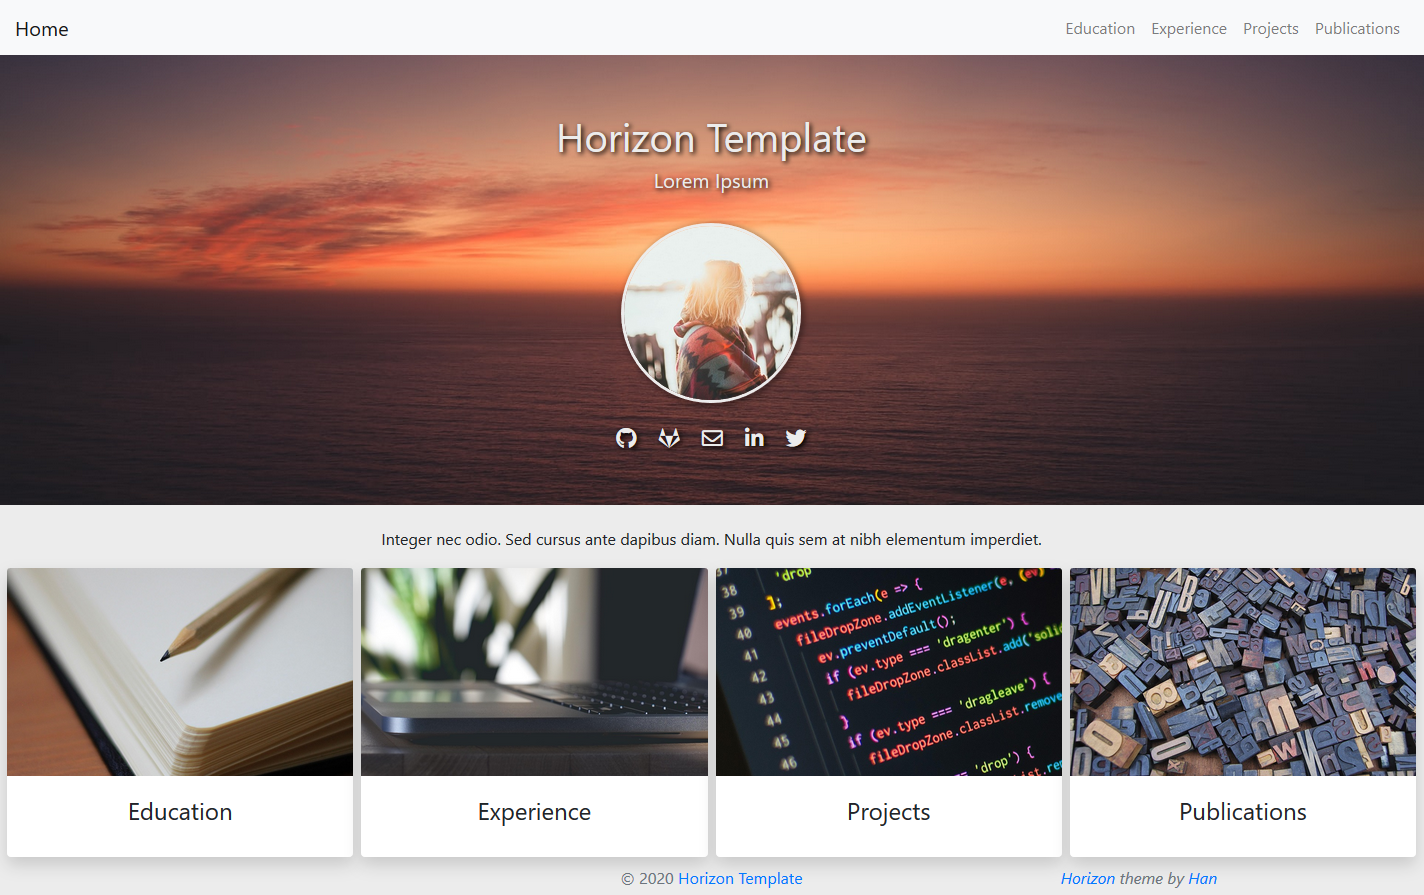 Home
Education Experience Projects Publications
Horizon Template
Lorem Ipsum
Integer nec odio. Sed cursus ante dapibus diam. Nulla quis sem at nibh elementum imperdiet.
'drop
38 ];
39 events.forEach(e => {
40 fileDropZone.addEventListener(e, (ev)
41 ev.preventDefault();
42 if (ev.type === 'dragenter') {
43 fileDropZone.classList.add('solid
44 }
45 if (ev.type === 'dragleave') {
46 fileDropZone.classList.remove
=== 'drop') {
Education
Experience
Projects
Publications
© 2020 Horizon Template
Horizon theme by Han